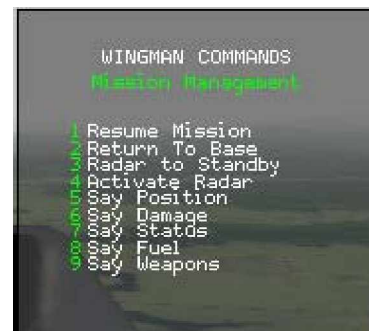 WINGMAN COMMANDS
Mission Management
1 Resume Mission
2 Return To Base
3 Radar to Standby
4 Activate Radar
5 Say Position
6 Say Damage
7 Say Status
8 Say Fuel
9 Say Weapons